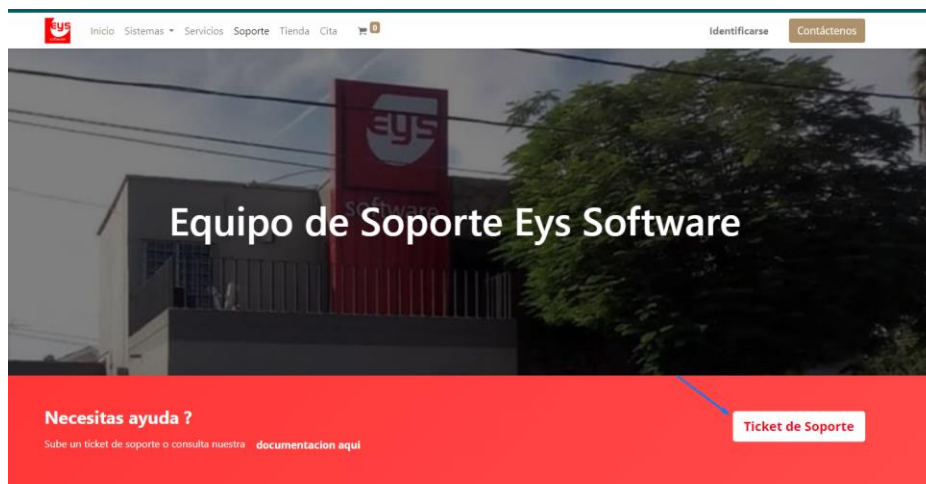 Eys
Inicio Sistemas Servicios Soporte Tienda Cita 0 Identificarse Contáctenos
eys
software
Equipo de Soporte Eys Software
Necesitas ayuda ?
Sube un ticket de soporte o consulta nuestra documentacion aqui
Ticket de Soporte